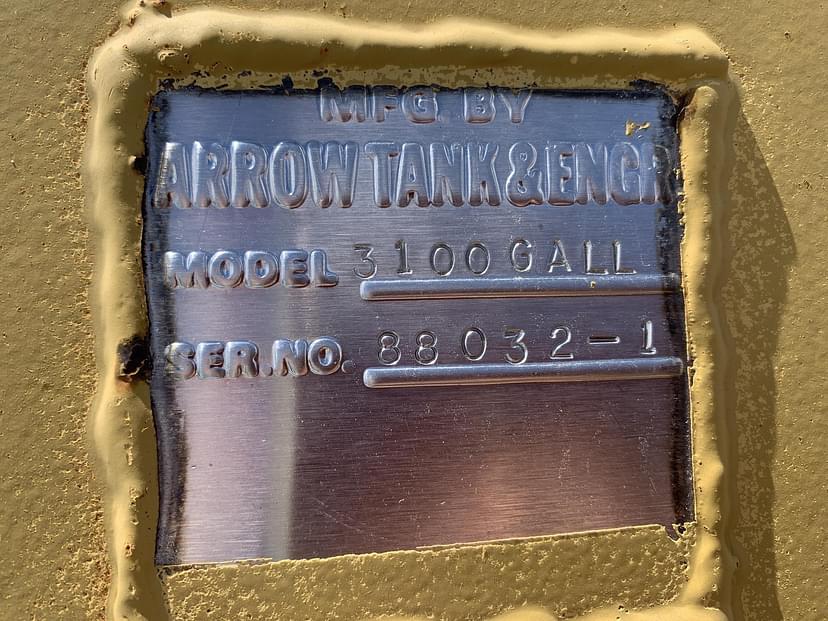 MFG. BY
ARROW TANK & ENGR
MODEL 3100 GALL
SER. NO. 88032-1